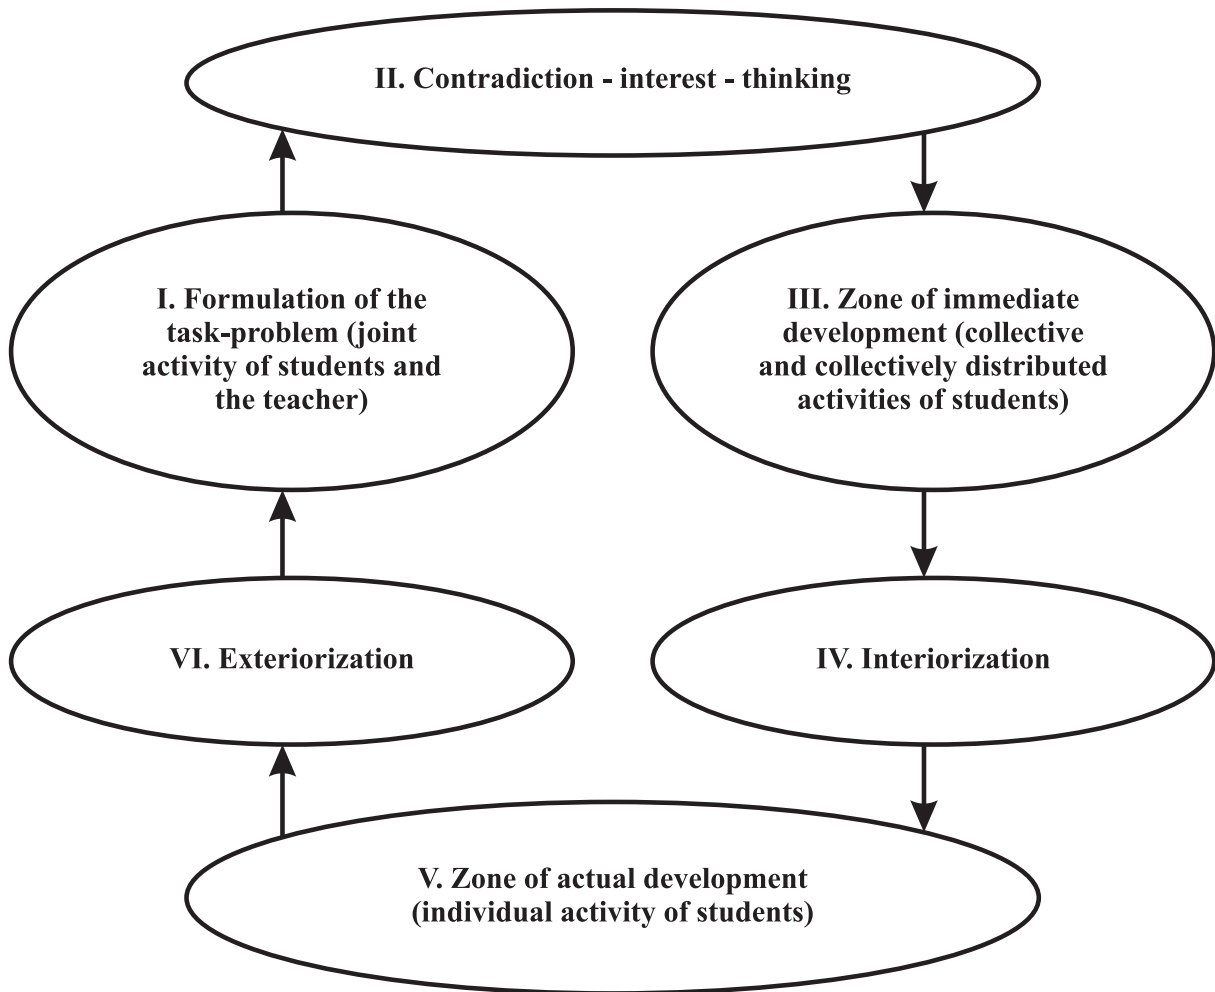 II. Contradiction - interest - thinking
I. Formulation of the
task-problem (joint
activity of students and
the teacher)
III. Zone of immediate
development (collective
and collectively distributed
activities of students)
VI. Exteriorization
IV. Interiorization
V. Zone of actual development
(individual activity of students)